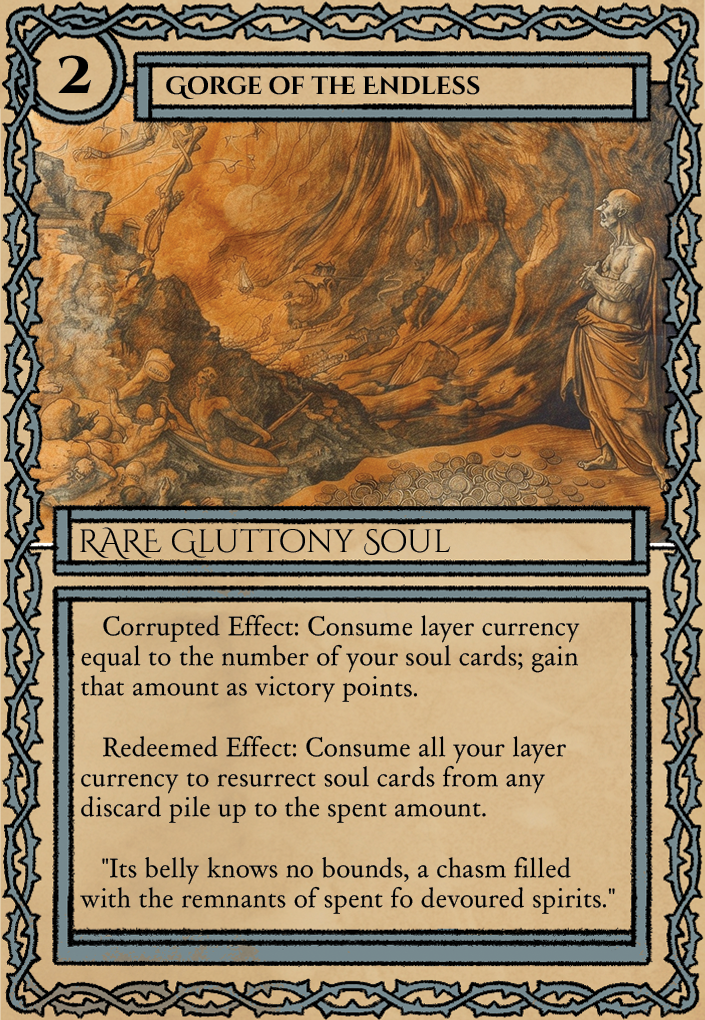 2
Gorge of the Endless
Rare Gluttony Soul
Corrupted Effect: Consume layer currency
equal to the number of your soul cards; gain
that amount as victory points.
Redeemed Effect: Consume all your layer
currency to resurrect soul cards from any
discard pile up to the spent amount.
"Its belly knows no bounds, a chasm filled
with the remnants of spent fo devoured spirits."